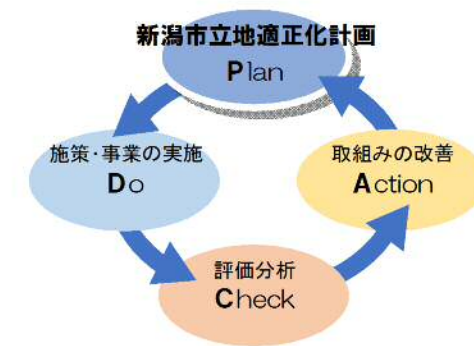 新潟市立地適正化計画
Plan
施策・事業の実施
Do
取組みの改善
Action
評価分析
Check